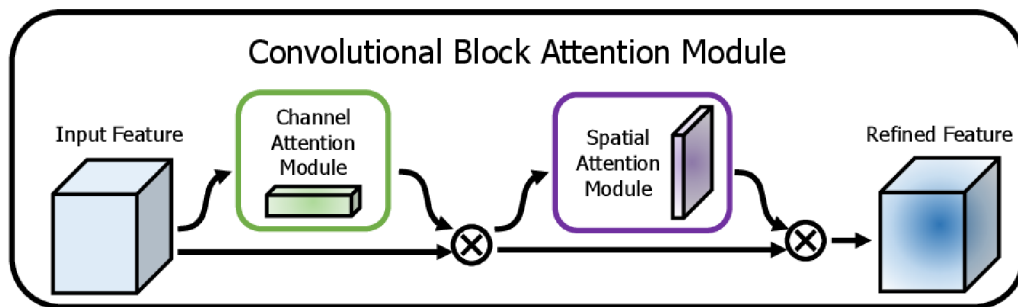 Convolutional Block Attention Module
Input Feature
Channel
Attention
Module
Spatial
Attention
Module
Refined Feature